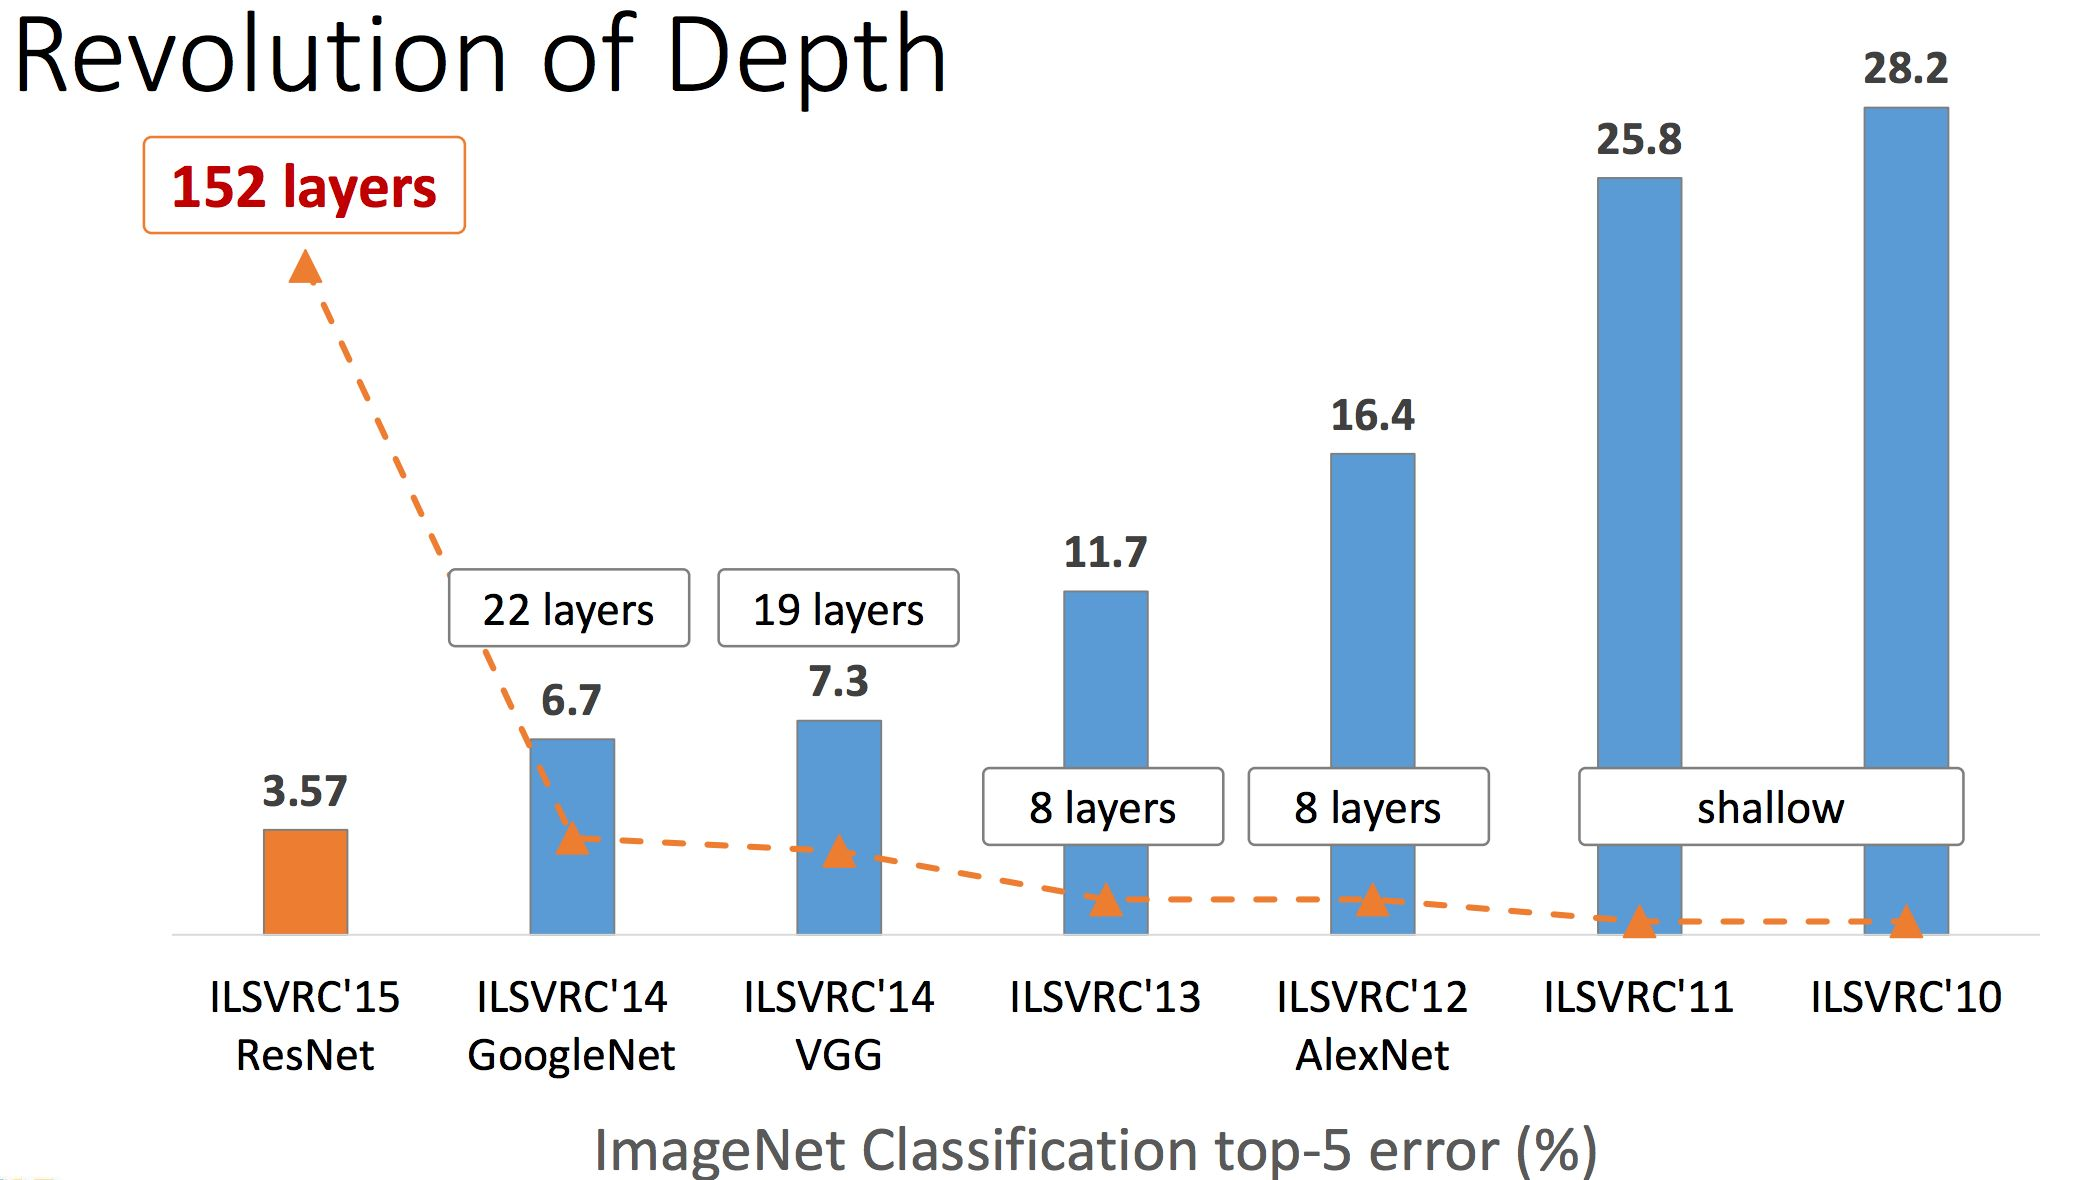 Revolution of Depth
28.2
25.8
152 layers
16.4
11.7
22 layers
19 layers
7.3
6.7
3.57
8 layers
8 layers
shallow
ILSVRC'15
ResNet
ILSVRC'14
GoogleNet
ILSVRC'14
VGG
ILSVRC'13
ILSVRC'12
AlexNet
ILSVRC'11
ILSVRC'10
ImageNet Classification top-5 error (%)